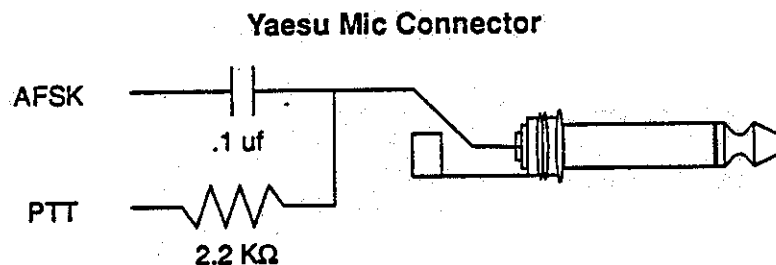 Yaesu Mic Connector
AFSK
.1 uf
PTT
2.2 KΩ